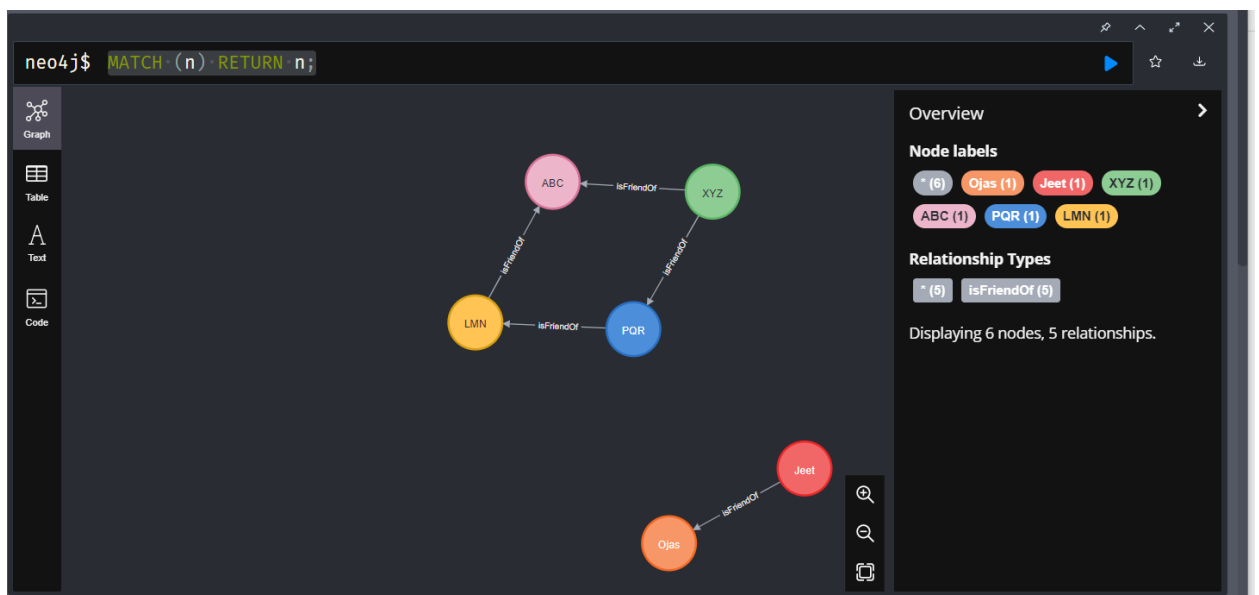 neo4j$ MATCH (n) RETURN n;
Graph
Table
Text
Code
ABC
isFriendOf
XYZ
isFriendOf
isFriendOf
LMN
isFriendOf
PQR
Jeet
isFriendOf
Ojas
Overview
Node labels
* (6) Ojas (1) Jeet (1) XYZ (1)
ABC (1) PQR (1) LMN (1)
Relationship Types
* (5) isFriendOf (5)
Displaying 6 nodes, 5 relationships.